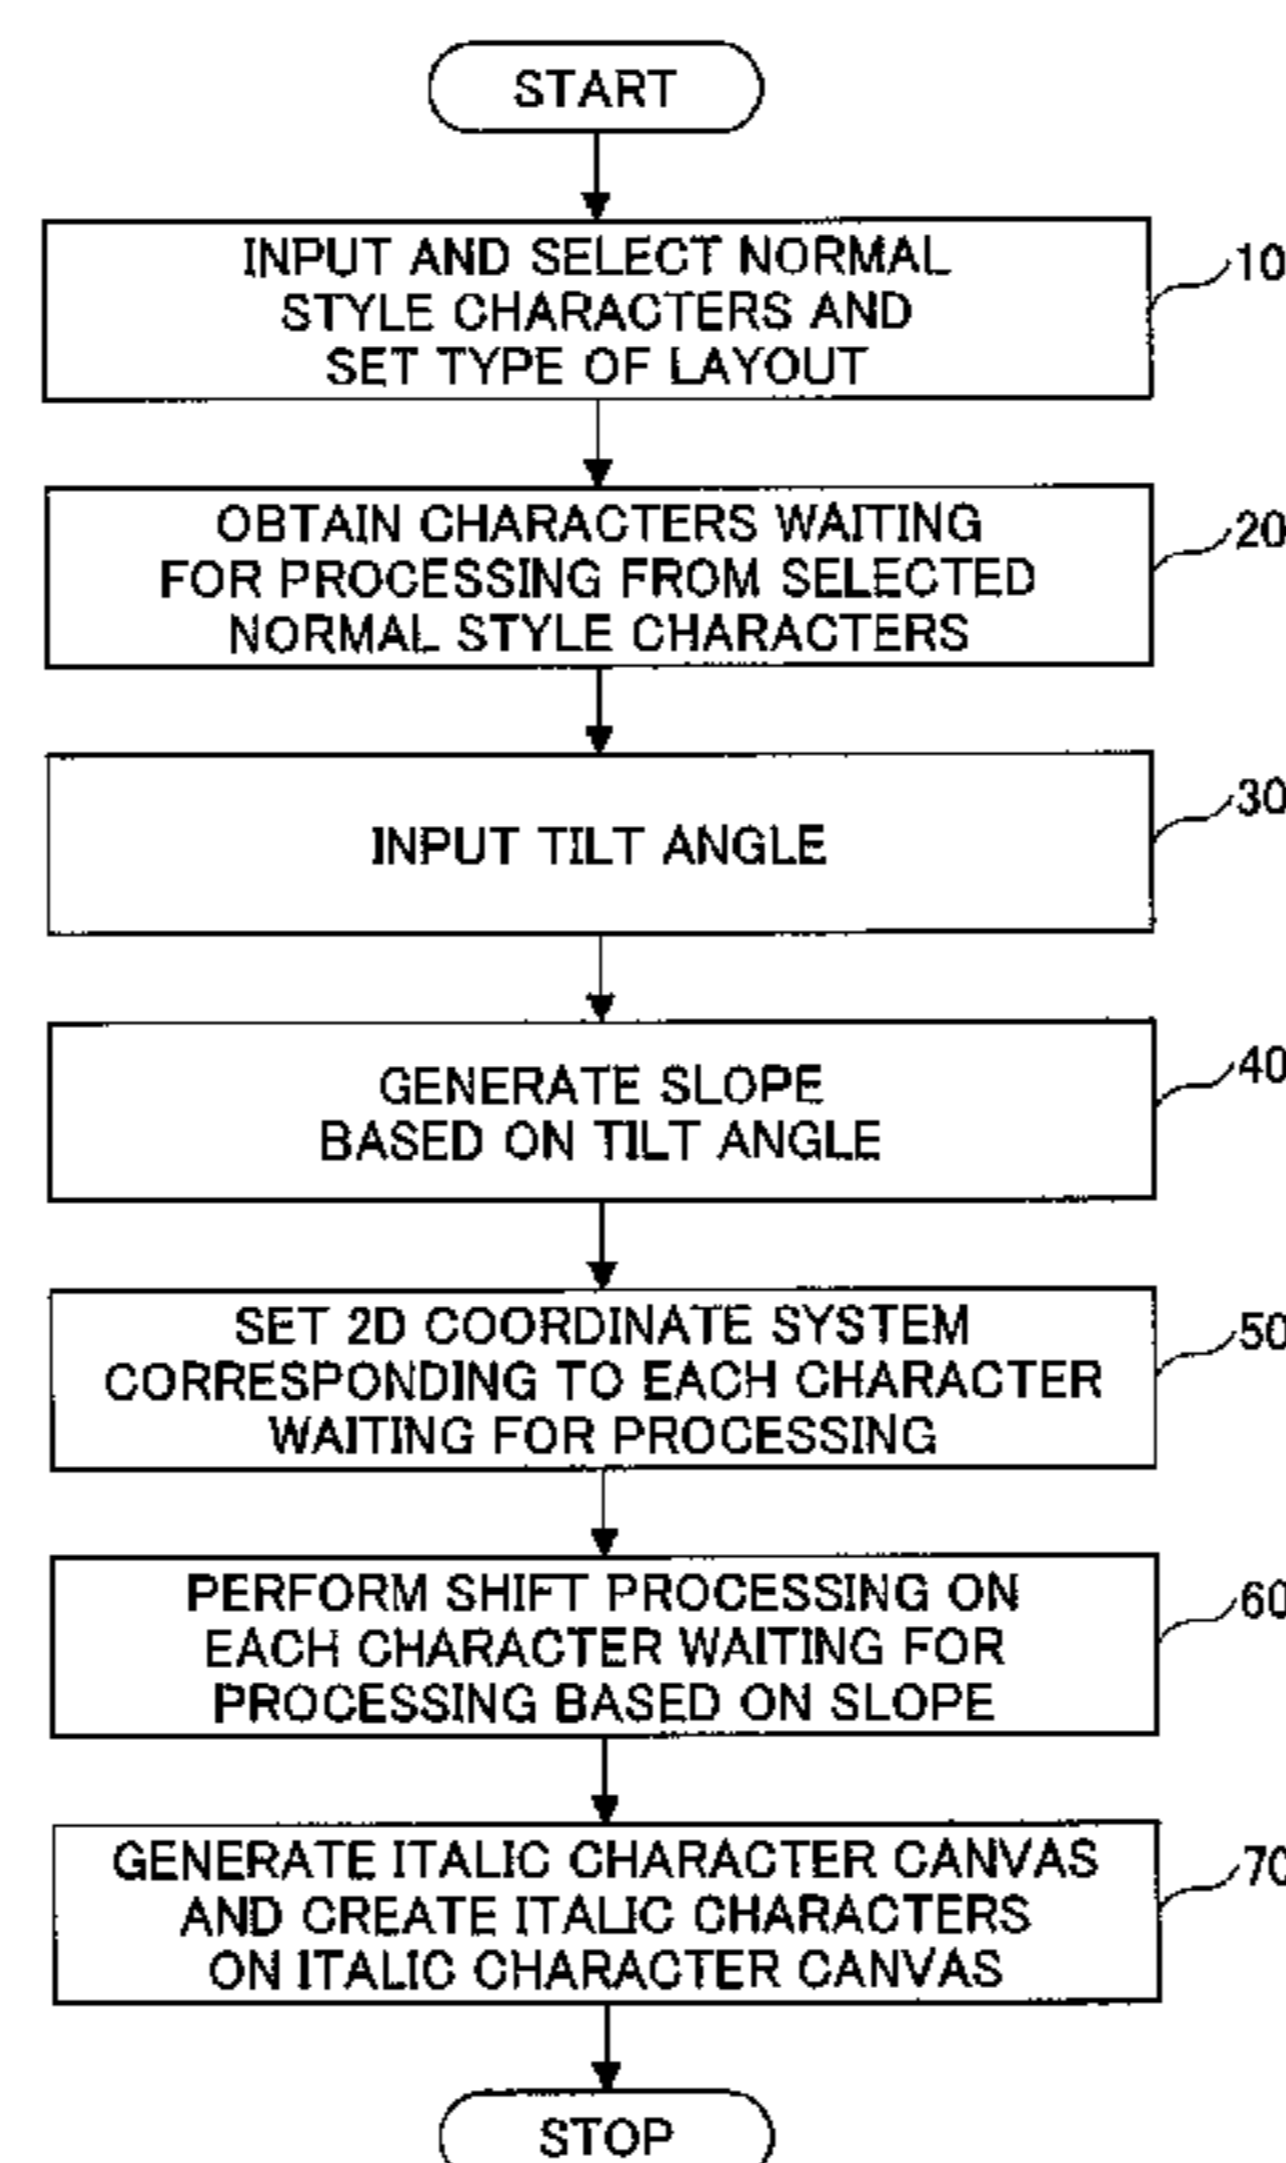 START
INPUT AND SELECT NORMAL
STYLE CHARACTERS AND
SET TYPE OF LAYOUT
10
OBTAIN CHARACTERS WAITING
FOR PROCESSING FROM SELECTED
NORMAL STYLE CHARACTERS
20
INPUT TILT ANGLE
30
GENERATE SLOPE
BASED ON TILT ANGLE
40
SET 2D COORDINATE SYSTEM
CORRESPONDING TO EACH CHARACTER
WAITING FOR PROCESSING
50
PERFORM SHIFT PROCESSING ON
EACH CHARACTER WAITING FOR
PROCESSING BASED ON SLOPE
60
GENERATE ITALIC CHARACTER CANVAS
AND CREATE ITALIC CHARACTERS
ON ITALIC CHARACTER CANVAS
70
STOP